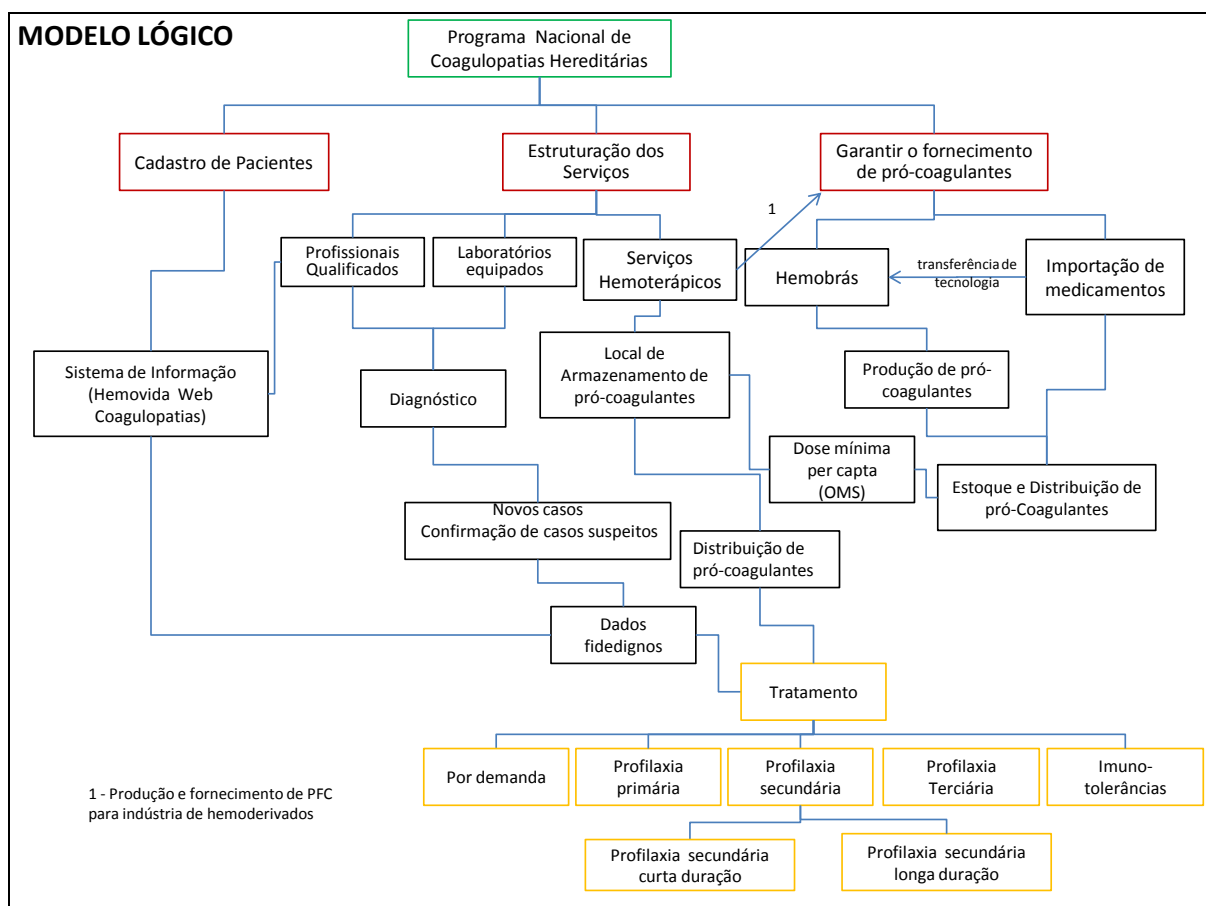 MODELO LÓGICO
Programa Nacional de
Coagulopatias Hereditárias
Cadastro de Pacientes
Estruturação dos
Serviços
Garantir o fornecimento
de pró-coagulantes
1
Profissionais
Qualificados
Laboratórios
equipados
Serviços
Hemoterápicos
Hemobrás
transferência de
tecnologia
Importação de
medicamentos
Sistema de Informação
(Hemovida Web
Coagulopatias)
Diagnóstico
Local de
Armazenamento de
pró-coagulantes
Produção de pró-
coagulantes
Dose mínima
per capta
(OMS)
Estoque e Distribuição de
pró-Coagulantes
Novos casos
Confirmação de casos suspeitos
Distribuição de
pró-coagulantes
Dados
fidedignos
Tratamento
Por demanda
Profilaxia
primária
Profilaxia
secundária
Profilaxia
Terciária
Imuno-
tolerâncias
1 - Produção e fornecimento de PFC
para indústria de hemoderivados
Profilaxia secundária
curta duração
Profilaxia secundária
longa duração